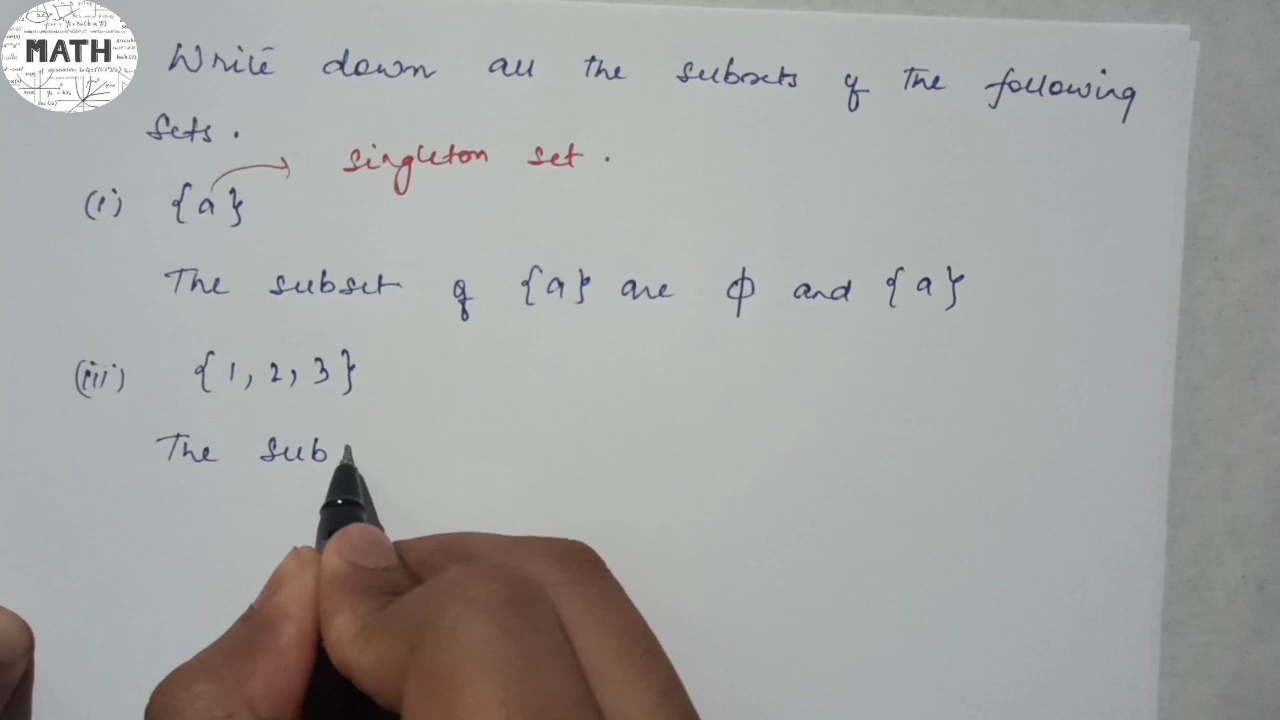 MATH
Write down all the subsets of the following
sets.
singleton set.
(i) {a}
The subset of {a} are ϕ and {a}
(iii) {1, 2, 3}
The sub